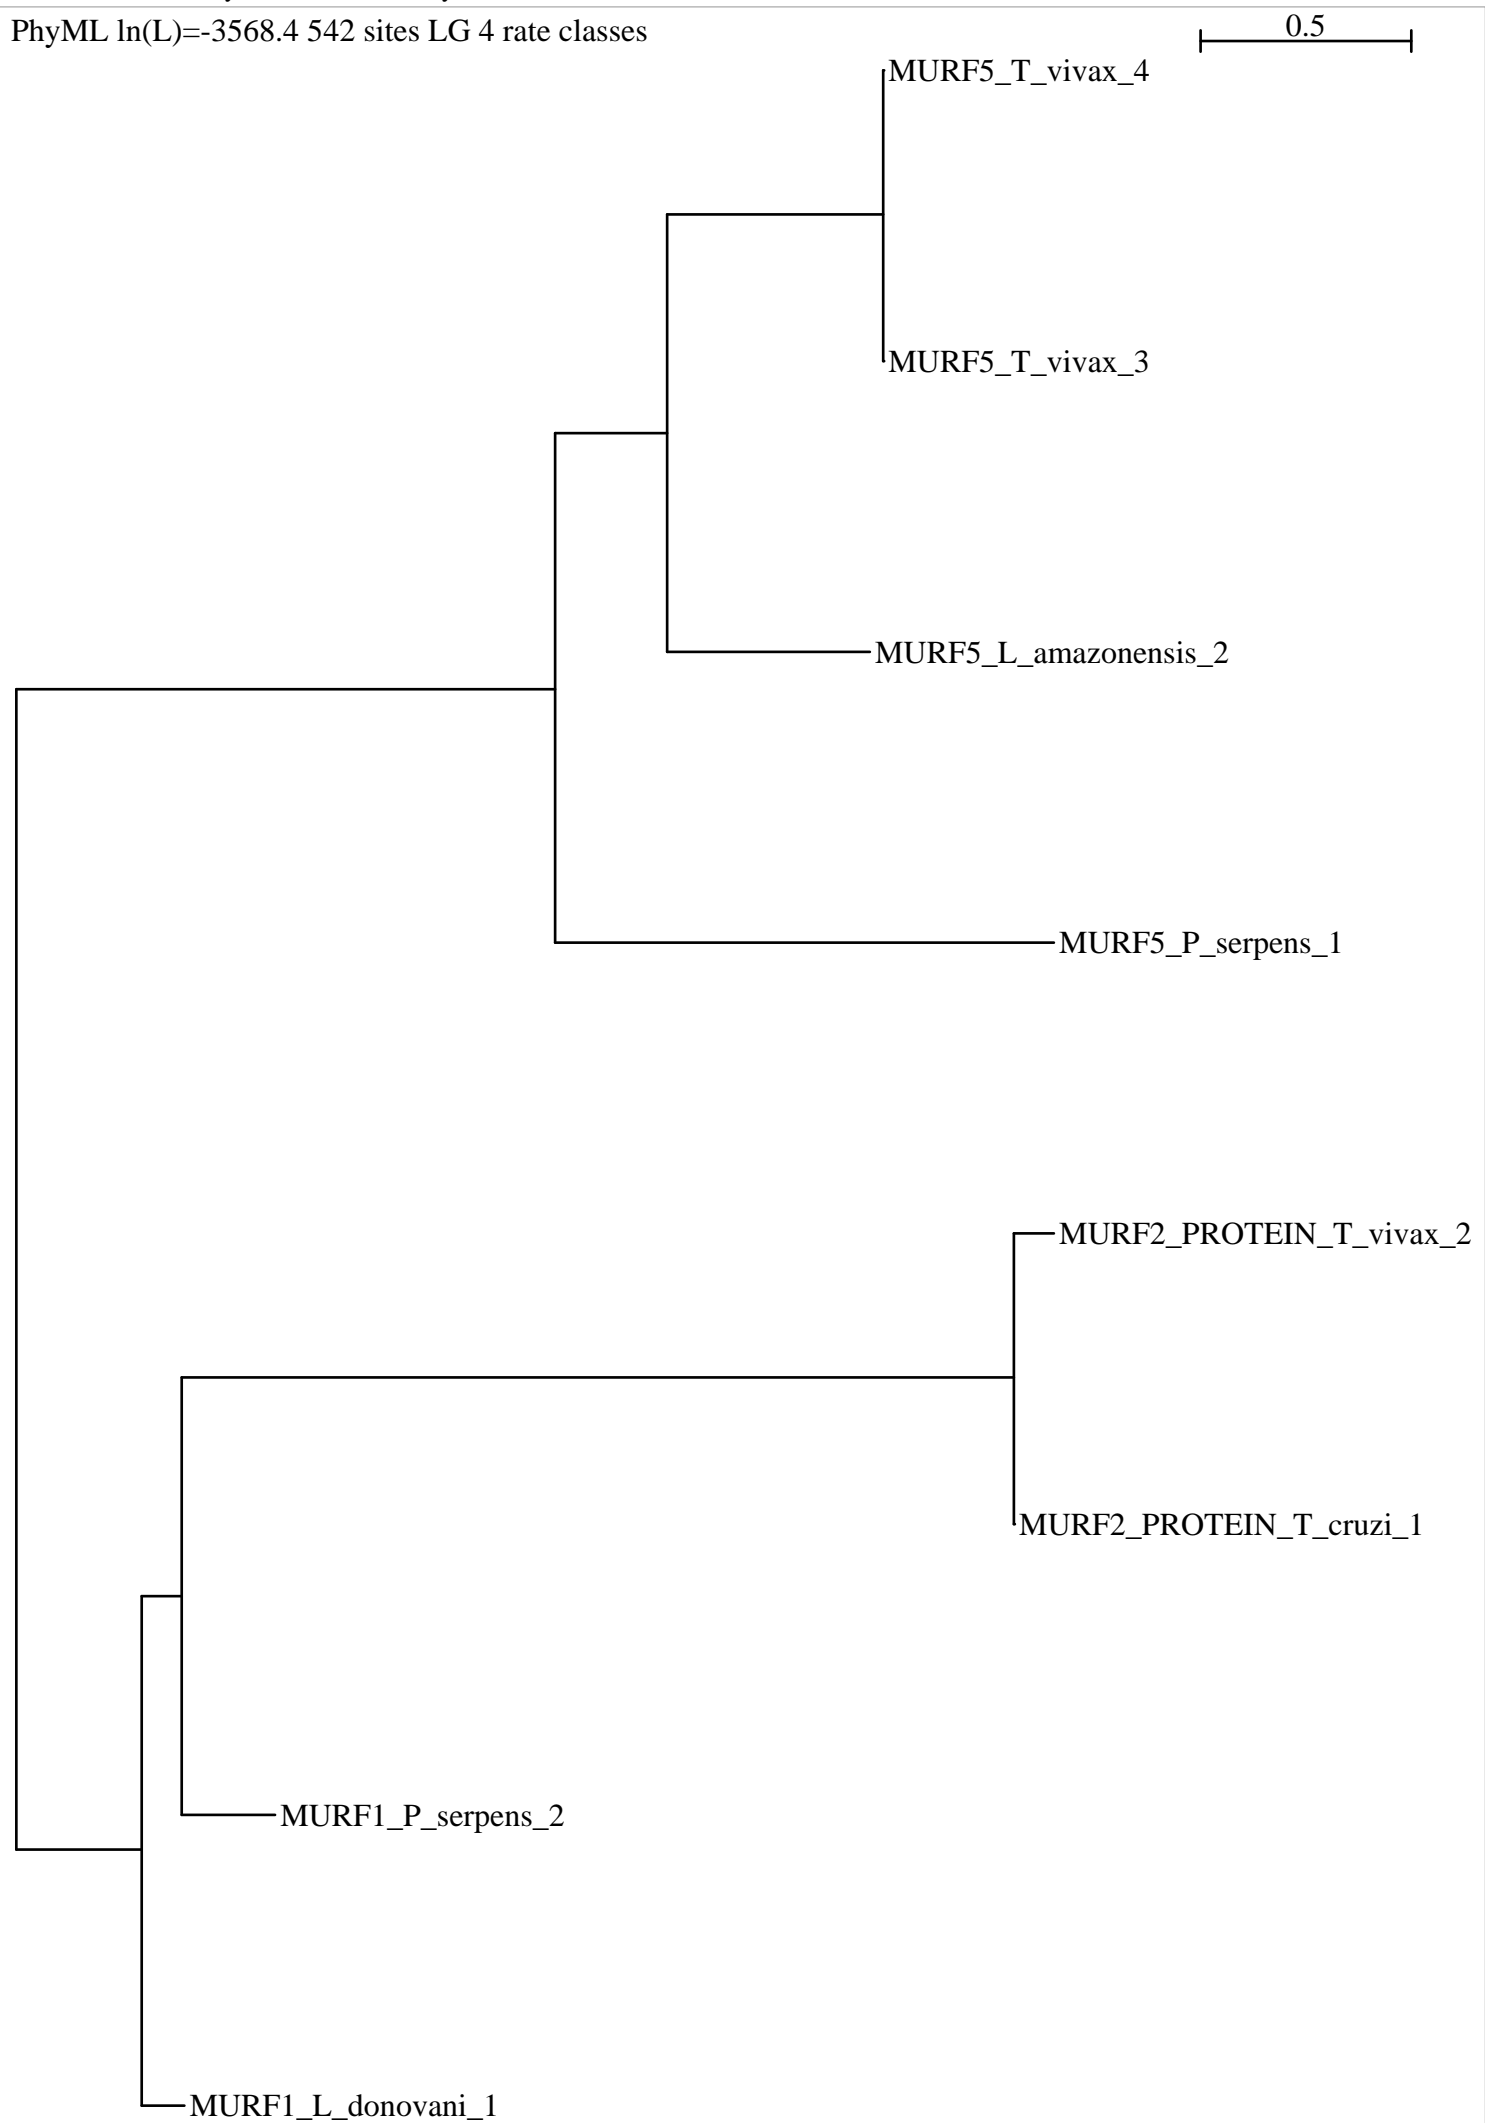 PhyML ln(L)=-3568.4 542 sites LG 4 rate classes
0.5
MURF5_T_vivax_4
MURF5_T_vivax_3
MURF5_L_amazonensis_2
MURF5_P_serpens_1
MURF2_PROTEIN_T_vivax_2
MURF2_PROTEIN_T_cruzi_1
MURF1_P_serpens_2
MURF1_L_donovani_1